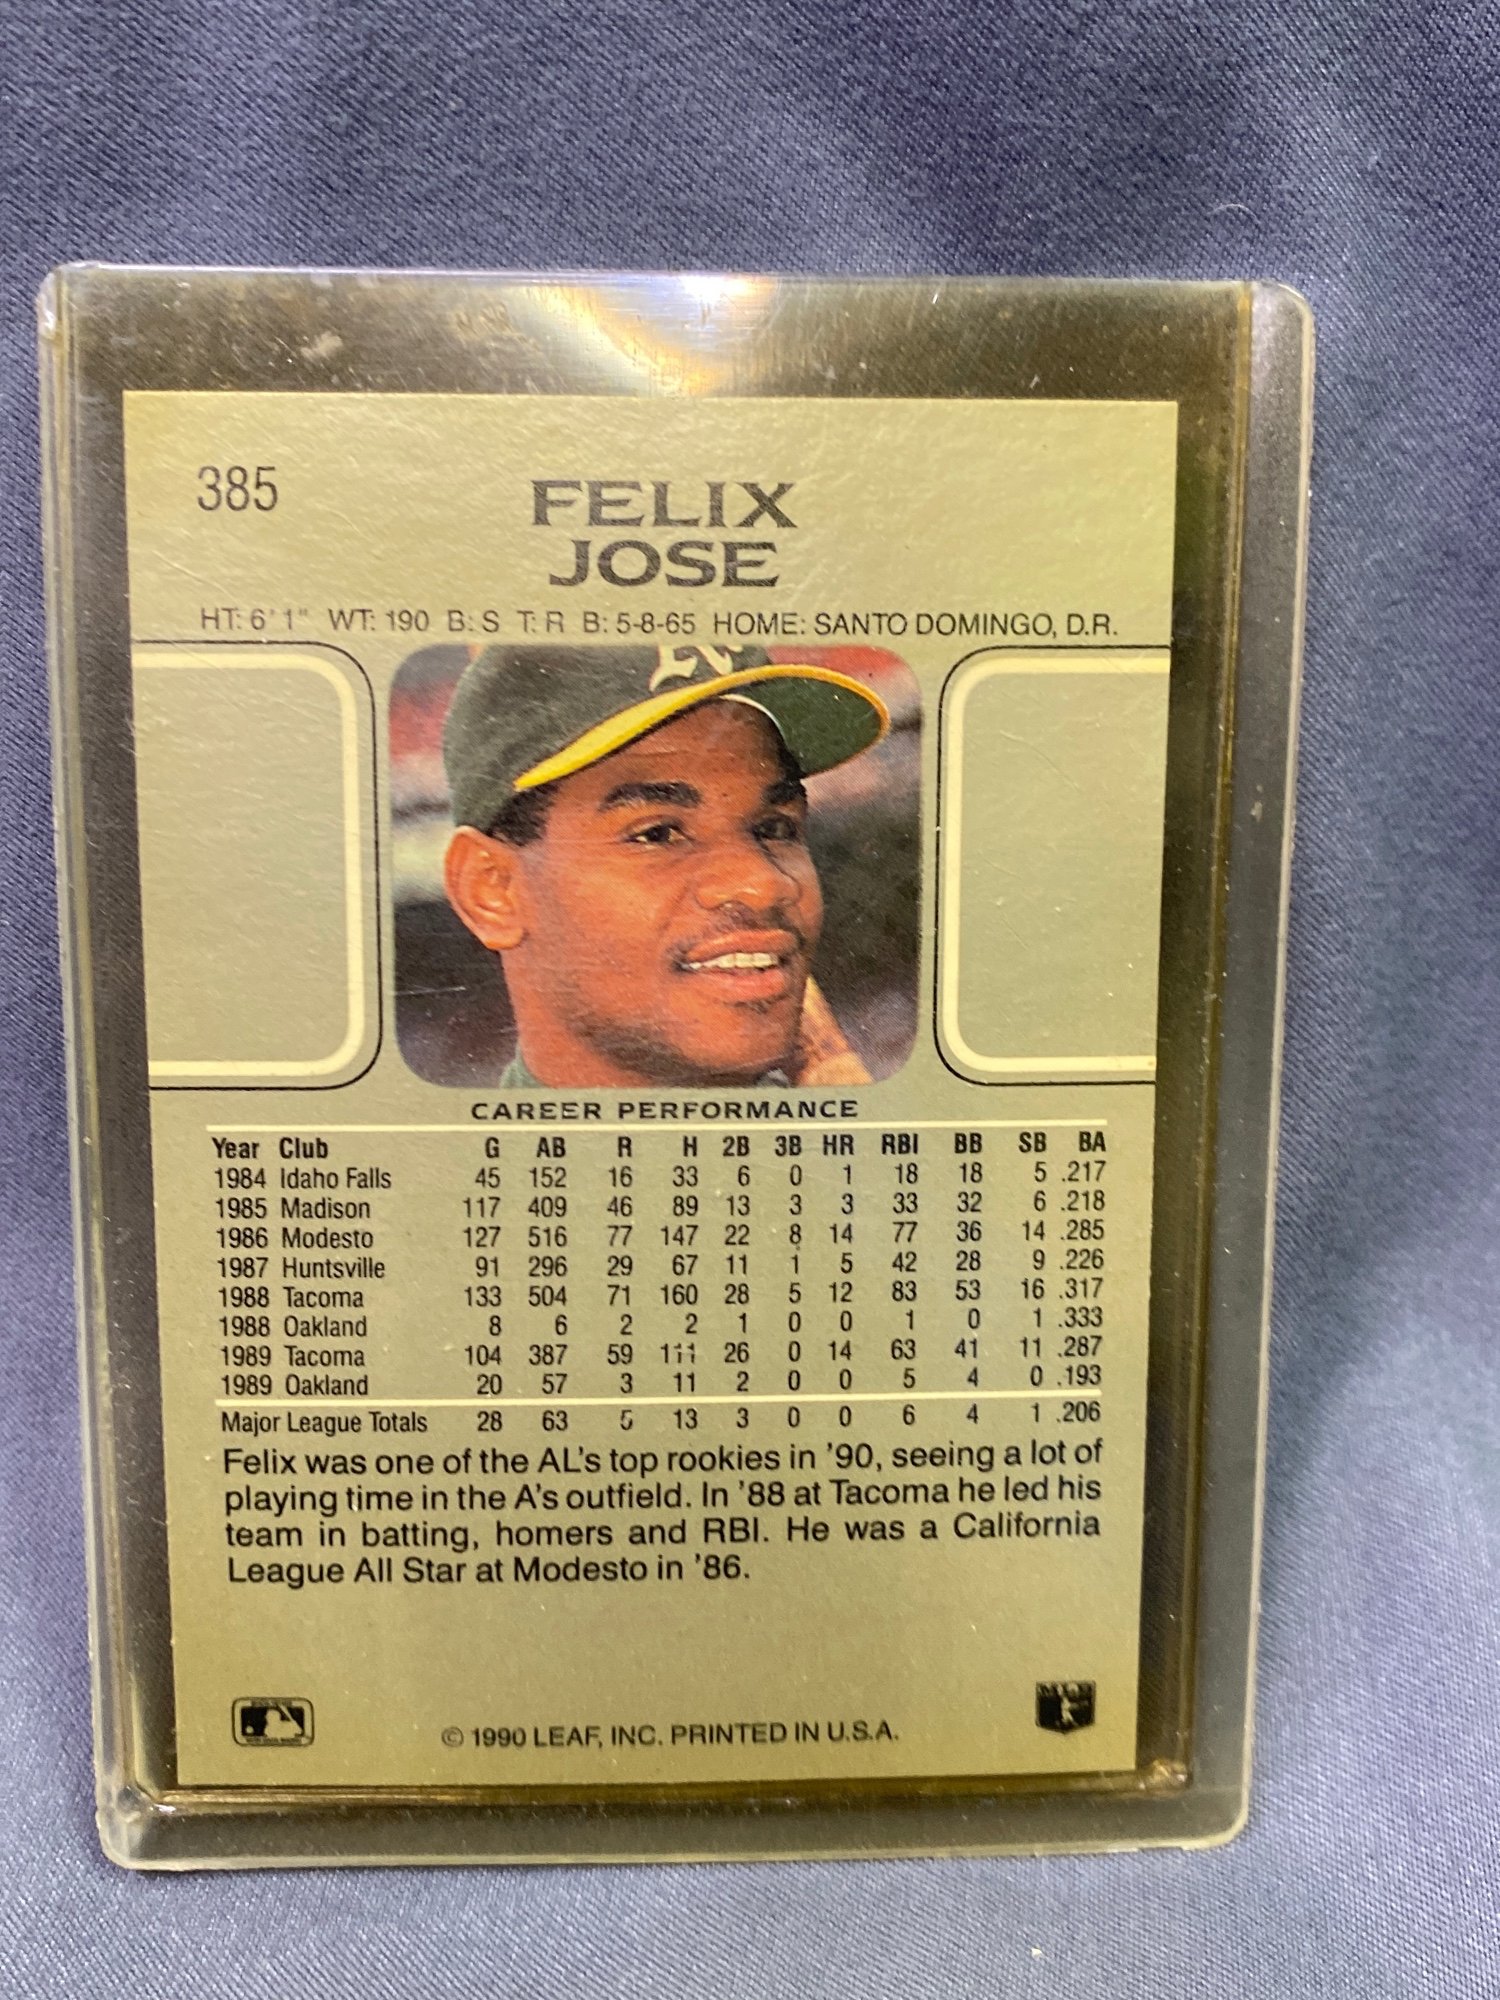 385
FELIX
JOSE
HT: 6' 1" WT: 190 B: S T: R B: 5-8-65 HOME: SANTO DOMINGO, D.R.
CAREER PERFORMANCE
Year Club G AB R H 2B 3B HR RBI BB SB BA
1984 Idaho Falls 45 152 16 33 6 0 1 18 18 5 .217
1985 Madison 117 409 46 89 13 3 3 33 32 6 .218
1986 Modesto 127 516 77 147 22 8 14 77 36 14 .285
1987 Huntsville 91 296 29 67 11 1 5 42 28 9 .226
1988 Tacoma 133 504 71 160 28 5 12 83 53 16 .317
1988 Oakland 8 6 2 2 1 0 0 1 0 1 .333
1989 Tacoma 104 387 59 111 26 0 14 63 41 11 .287
1989 Oakland 20 57 3 11 2 0 0 5 4 0 .193
Major League Totals 28 63 5 13 3 0 0 6 4 1 .206
Felix was one of the AL's top rookies in '90, seeing a lot of
playing time in the A's outfield. In '88 at Tacoma he led his
team in batting, homers and RBI. He was a California
League All Star at Modesto in '86.
© 1990 LEAF, INC. PRINTED IN U.S.A.